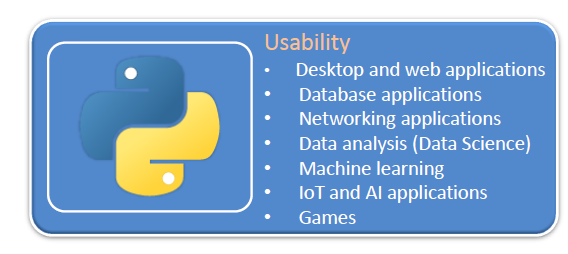 Usability
• Desktop and web applications
• Database applications
• Networking applications
• Data analysis (Data Science)
• Machine learning
• IoT and AI applications
• Games